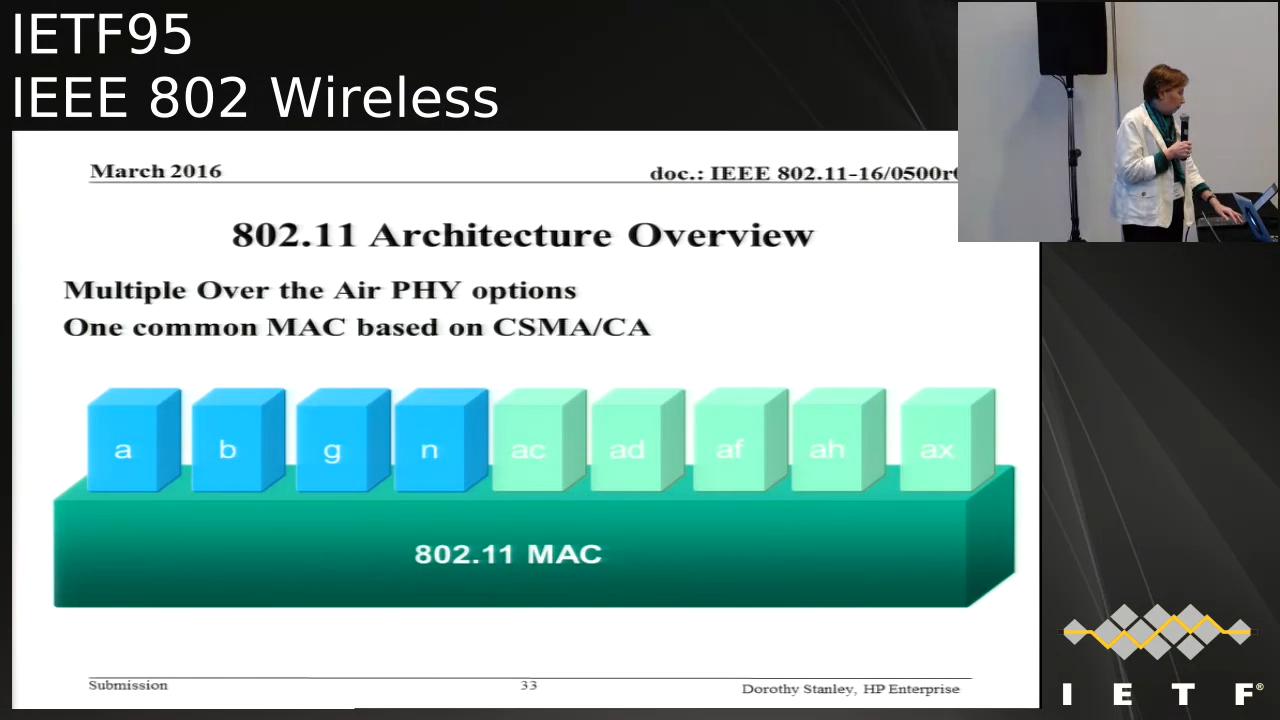 IETF95
IEEE 802 Wireless
March 2016
doc.: IEEE 802.11-16/0500r
802.11 Architecture Overview
Multiple Over the Air PHY options
One common MAC based on CSMA/CA
a b g n ac ad af ah ax
802.11 MAC
Submission
33
Dorothy Stanley, HP Enterprise
I E T F®